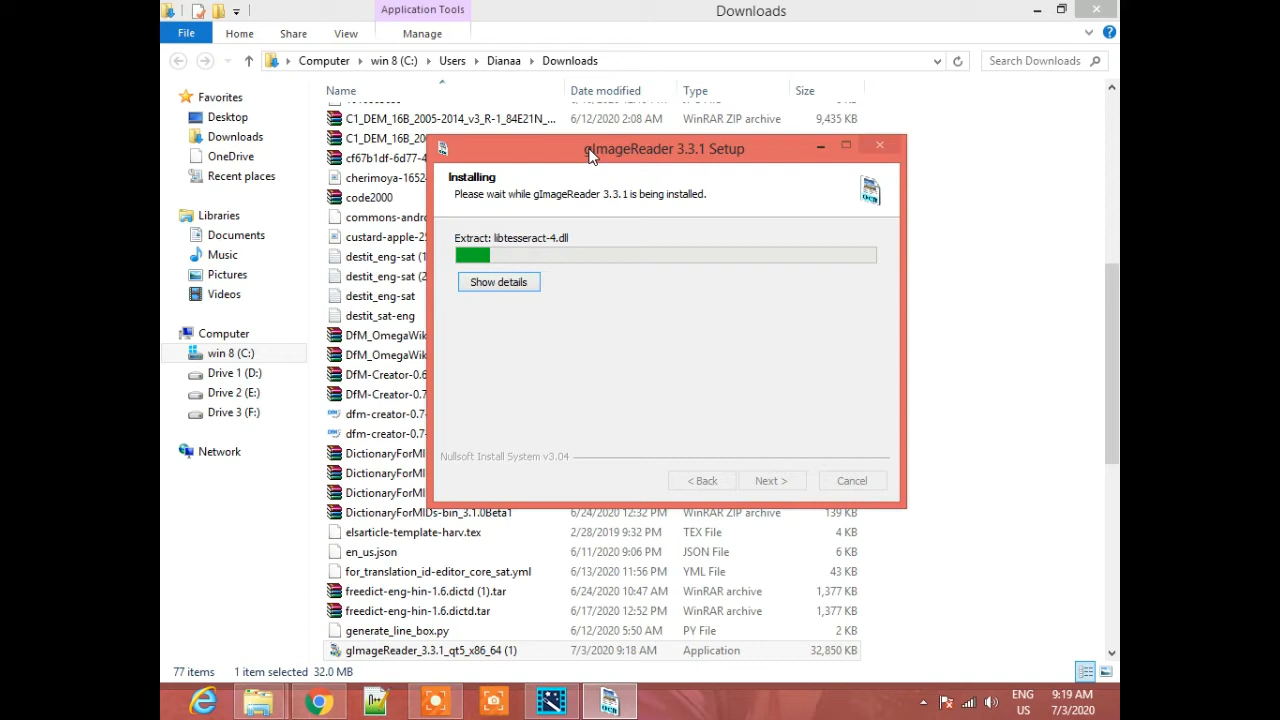 Application Tools
Downloads
File
Home
Share
View
Manage
Computer
win 8 (C:)
Users
Dianaa
Downloads
Search Downloads
Name
Date modified
Type
Size
Favorites
Desktop
Downloads
OneDrive
Recent places
Libraries
Documents
Music
Pictures
Videos
Computer
win 8 (C:)
Drive 1 (D:)
Drive 2 (E:)
Drive 3 (F:)
Network
C1_DEM_16B_2005-2014_v3_R-1_84E21N_... 6/12/2020 2:08 AM WinRAR ZIP archive 9,435 KB
C1_DEM_16B_20
cf67b1df-6d77-4
cherimoya-1652
code2000
commons-andro
custard-apple-2
destit_eng-sat (1
destit_eng-sat (2
destit_eng-sat
destit_sat-eng
DfM_OmegaWik
DfM_OmegaWik
DfM-Creator-0.6
DfM-Creator-0.7
dfm-creator-0.7
dfm-creator-0.7
DictionaryForMI
DictionaryForMI
DictionaryForMI
DictionaryForMIDs-bin_3.1.0Beta1 6/24/2020 12:32 PM WinRAR ZIP archive 139 KB
elsarticle-template-harv.tex 2/28/2019 9:32 PM TEX File 4 KB
en_us.json 6/11/2020 9:06 PM JSON File 6 KB
for_translation_id-editor_core_sat.yml 6/13/2020 11:56 PM YML File 43 KB
freedict-eng-hin-1.6.dictd (1).tar 6/24/2020 10:47 AM WinRAR archive 1,377 KB
freedict-eng-hin-1.6.dictd.tar 6/17/2020 12:52 PM WinRAR archive 1,377 KB
generate_line_box.py 6/12/2020 5:50 AM PY File 2 KB
gImageReader_3.3.1_qt5_x86_64 (1) 7/3/2020 9:18 AM Application 32,850 KB
gImageReader 3.3.1 Setup
Installing
Please wait while gImageReader 3.3.1 is being installed.
OCR
Extract: libtesseract-4.dll
Show details
Nullsoft Install System v3.04
< Back
Next >
Cancel
77 items 1 item selected 32.0 MB
OCR
ENG
US
9:19 AM
7/3/2020